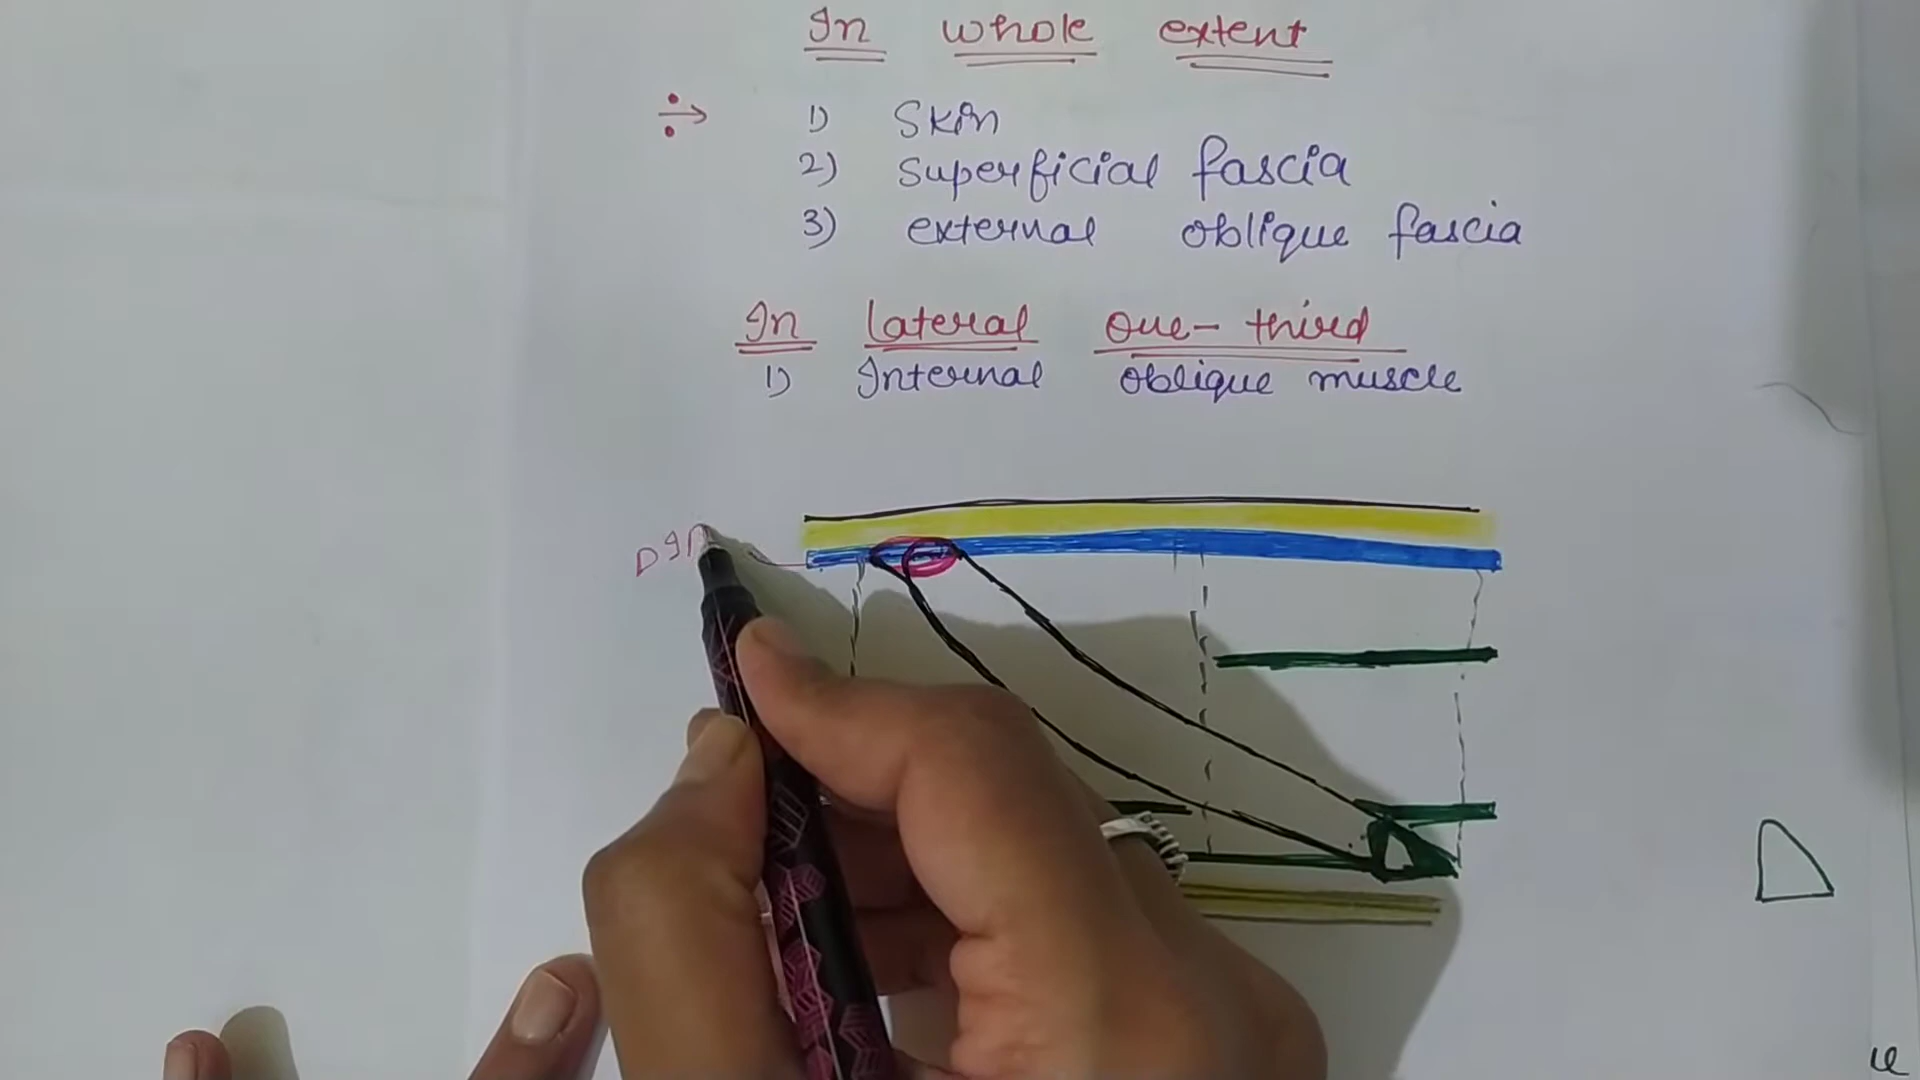 In whole extent
1) Skin
2) Superficial fascia
3) external oblique fascia
In lateral one-third
1) Internal oblique muscle